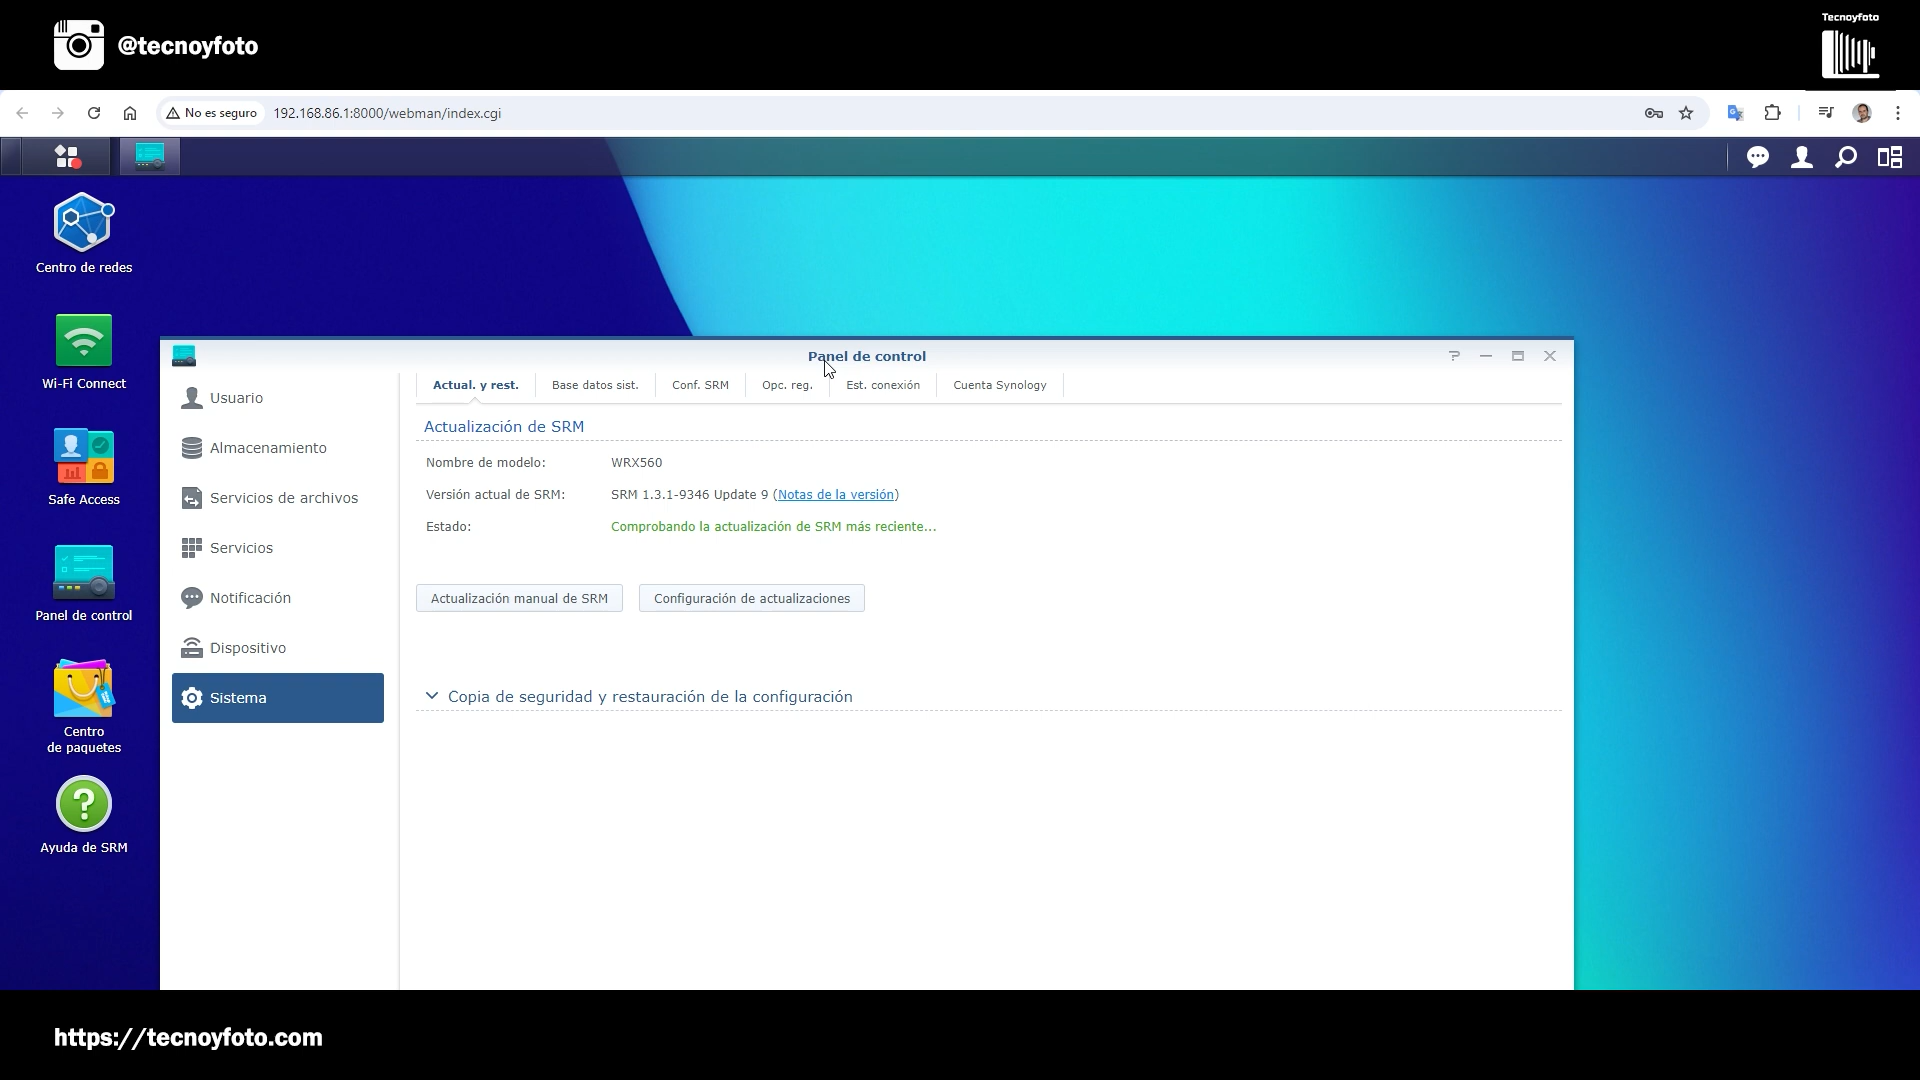 @tecnoyfoto
Tecnoyfoto
No es seguro
192.168.86.1:8000/webman/index.cgi
Centro de redes
Wi-Fi Connect
Safe Access
Panel de control
Centro
de paquetes
Ayuda de SRM
Panel de control
Usuario
Almacenamiento
Servicios de archivos
Servicios
Notificación
Dispositivo
Sistema
Actual. y rest.
Base datos sist.
Conf. SRM
Opc. reg.
Est. conexión
Cuenta Synology
Actualización de SRM
Nombre de modelo: WRX560
Versión actual de SRM: SRM 1.3.1-9346 Update 9 (Notas de la versión)
Estado: Comprobando la actualización de SRM más reciente...
Actualización manual de SRM
Configuración de actualizaciones
Copia de seguridad y restauración de la configuración
https://tecnoyfoto.com